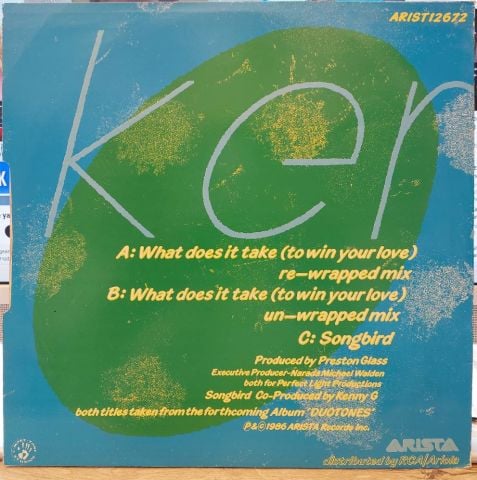 ARIST12672
ker
A: What does it take (to win your love)
re-wrapped mix
B: What does it take (to win your love)
un-wrapped mix
C: Songbird
Produced by Preston Glass
Executive Producer-Narada Michael Walden
both for Perfect Light Productions
Songbird Co-Produced by Kenny G
both titles taken from the forthcoming Album "DUOTONES"
P&©1986 ARISTA Records Inc.
ARISTA
distributed by RCA/Ariola